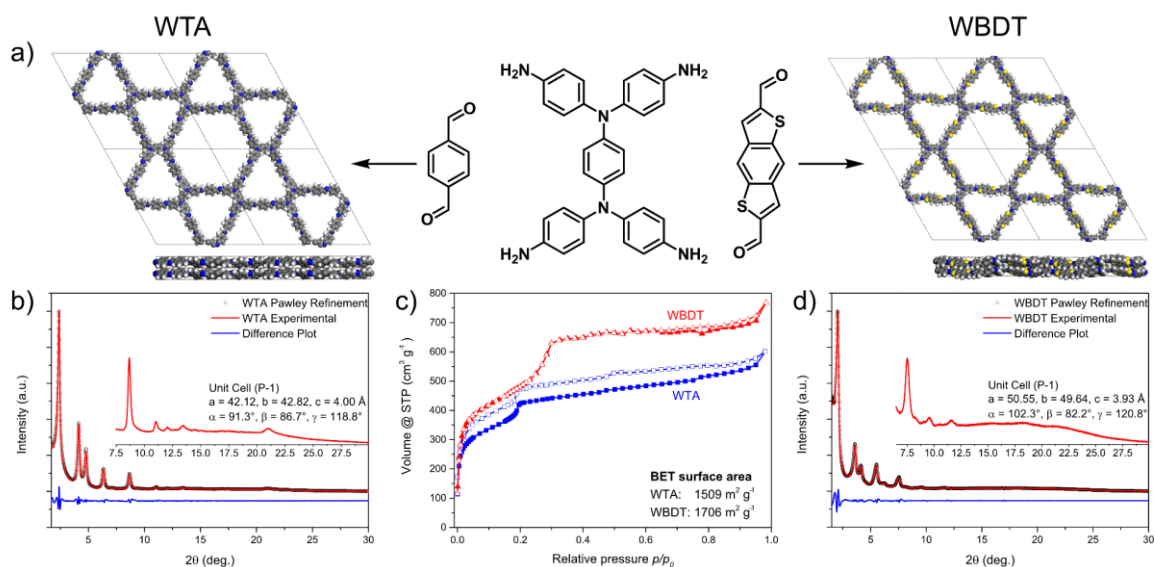 WTA
WBDT
a)
NH2
H2N
N
O
O
N
H2N
NH2
O
S
S
O
b)
Intensity (a.u.)
WTA Pawley Refinement
WTA Experimental
Difference Plot
Unit Cell (P-1)
a = 42.12, b = 42.82, c = 4.00 Å
α = 91.3°, β = 86.7°, γ = 118.8°
7.5 10.0 12.5 15.0 17.5 20.0 22.5 25.0 27.5
5 10 15 20 25 30
2θ (deg.)
c)
Volume @ STP (cm3 g-1)
800
700
600
500
400
300
200
100
0
WBDT
WTA
BET surface area
WTA: 1509 m2 g-1
WBDT: 1706 m2 g-1
0.0 0.2 0.4 0.6 0.8 1.0
Relative pressure p/p0
d)
Intensity (a.u.)
WBDT Pawley Refinement
WBDT Experimental
Difference Plot
Unit Cell (P-1)
a = 50.55, b = 49.64, c = 3.93 Å
α = 102.3°, β = 82.2°, γ = 120.8°
7.5 10.0 12.5 15.0 17.5 20.0 22.5 25.0 27.5
5 10 15 20 25 30
2θ (deg.)